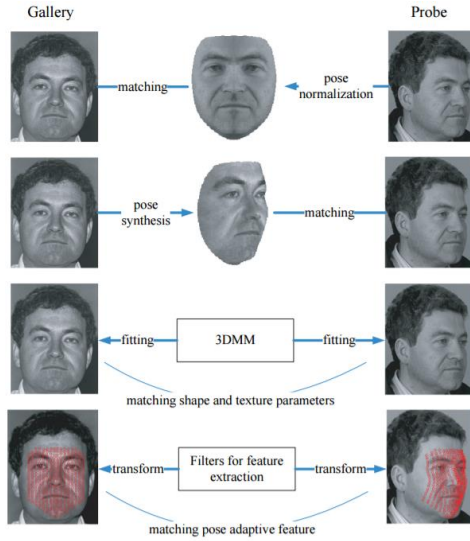 Gallery
Probe
matching
pose
normalization
pose
synthesis
matching
fitting
3DMM
fitting
matching shape and texture parameters
transform
Filters for feature
extraction
transform
matching pose adaptive feature